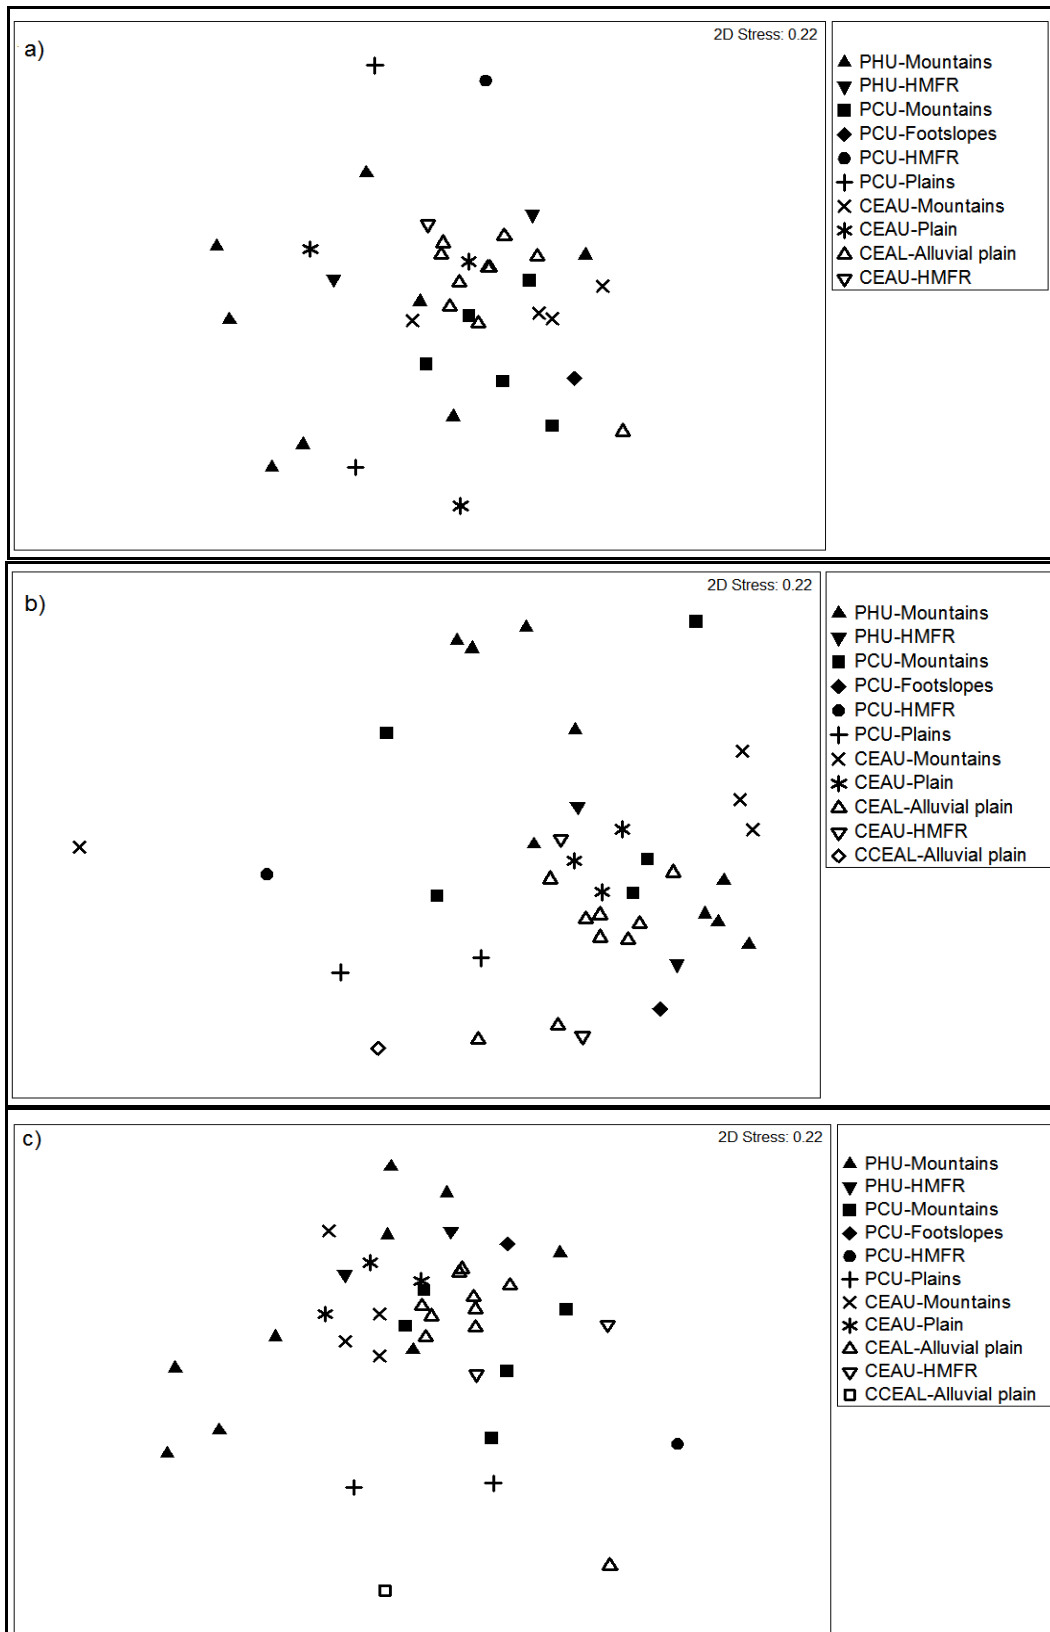 a)
2D Stress: 0.22
PHU-Mountains
PHU-HMFR
PCU-Mountains
PCU-Footslopes
PCU-HMFR
PCU-Plains
CEAU-Mountains
CEAU-Plain
CEAL-Alluvial plain
CEAU-HMFR
b)
2D Stress: 0.22
PHU-Mountains
PHU-HMFR
PCU-Mountains
PCU-Footslopes
PCU-HMFR
PCU-Plains
CEAU-Mountains
CEAU-Plain
CEAL-Alluvial plain
CEAU-HMFR
CCEAL-Alluvial plain
c)
2D Stress: 0.22
PHU-Mountains
PHU-HMFR
PCU-Mountains
PCU-Footslopes
PCU-HMFR
PCU-Plains
CEAU-Mountains
CEAU-Plain
CEAL-Alluvial plain
CEAU-HMFR
CCEAL-Alluvial plain